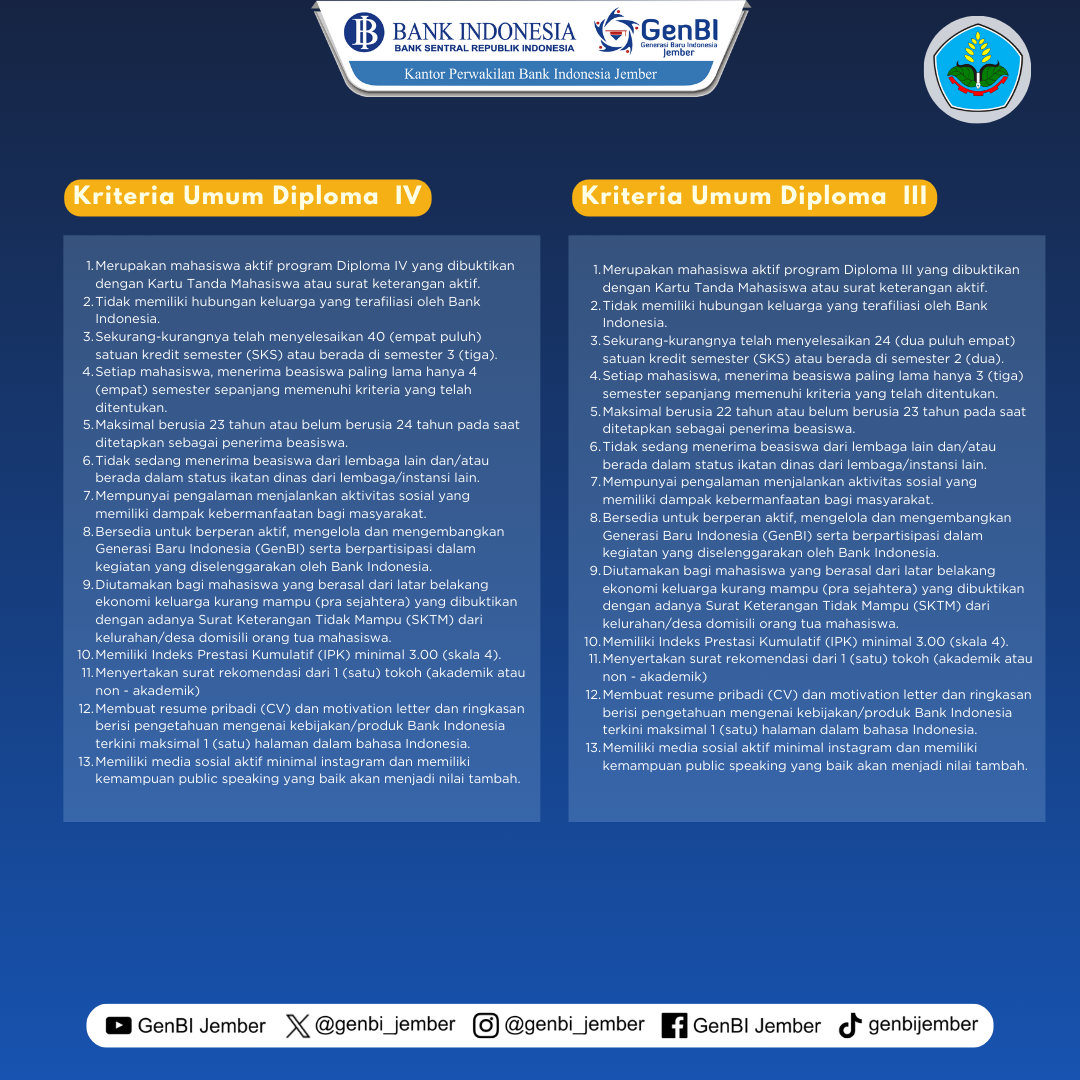 BANK INDONESIA
BANK SENTRAL REPUBLIK INDONESIA
GenBI
Generasi Baru Indonesia
Jember
Kantor Perwakilan Bank Indonesia Jember
Kriteria Umum Diploma IV
1. Merupakan mahasiswa aktif program Diploma IV yang dibuktikan
dengan Kartu Tanda Mahasiswa atau surat keterangan aktif.
2. Tidak memiliki hubungan keluarga yang terafiliasi oleh Bank
Indonesia.
3. Sekurang-kurangnya telah menyelesaikan 40 (empat puluh)
satuan kredit semester (SKS) atau berada di semester 3 (tiga).
4. Setiap mahasiswa, menerima beasiswa paling lama hanya 4
(empat) semester sepanjang memenuhi kriteria yang telah
ditentukan.
5. Maksimal berusia 23 tahun atau belum berusia 24 tahun pada saat
ditetapkan sebagai penerima beasiswa.
6. Tidak sedang menerima beasiswa dari lembaga lain dan/atau
berada dalam status ikatan dinas dari lembaga/instansi lain.
7. Mempunyai pengalaman menjalankan aktivitas sosial yang
memiliki dampak kebermanfaatan bagi masyarakat.
8. Bersedia untuk berperan aktif, mengelola dan mengembangkan
Generasi Baru Indonesia (GenBI) serta berpartisipasi dalam
kegiatan yang diselenggarakan oleh Bank Indonesia.
9. Diutamakan bagi mahasiswa yang berasal dari latar belakang
ekonomi keluarga kurang mampu (pra sejahtera) yang dibuktikan
dengan adanya Surat Keterangan Tidak Mampu (SKTM) dari
kelurahan/desa domisili orang tua mahasiswa.
10. Memiliki Indeks Prestasi Kumulatif (IPK) minimal 3.00 (skala 4).
11. Menyertakan surat rekomendasi dari 1 (satu) tokoh (akademik atau
non - akademik)
12. Membuat resume pribadi (CV) dan motivation letter dan ringkasan
berisi pengetahuan mengenai kebijakan/produk Bank Indonesia
terkini maksimal 1 (satu) halaman dalam bahasa Indonesia.
13. Memiliki media sosial aktif minimal instagram dan memiliki
kemampuan public speaking yang baik akan menjadi nilai tambah.
Kriteria Umum Diploma III
1. Merupakan mahasiswa aktif program Diploma III yang dibuktikan
dengan Kartu Tanda Mahasiswa atau surat keterangan aktif.
2. Tidak memiliki hubungan keluarga yang terafiliasi oleh Bank
Indonesia.
3. Sekurang-kurangnya telah menyelesaikan 24 (dua puluh empat)
satuan kredit semester (SKS) atau berada di semester 2 (dua).
4. Setiap mahasiswa, menerima beasiswa paling lama hanya 3 (tiga)
semester sepanjang memenuhi kriteria yang telah ditentukan.
5. Maksimal berusia 22 tahun atau belum berusia 23 tahun pada saat
ditetapkan sebagai penerima beasiswa.
6. Tidak sedang menerima beasiswa dari lembaga lain dan/atau
berada dalam status ikatan dinas dari lembaga/instansi lain.
7. Mempunyai pengalaman menjalankan aktivitas sosial yang
memiliki dampak kebermanfaatan bagi masyarakat.
8. Bersedia untuk berperan aktif, mengelola dan mengembangkan
Generasi Baru Indonesia (GenBI) serta berpartisipasi dalam
kegiatan yang diselenggarakan oleh Bank Indonesia.
9. Diutamakan bagi mahasiswa yang berasal dari latar belakang
ekonomi keluarga kurang mampu (pra sejahtera) yang dibuktikan
dengan adanya Surat Keterangan Tidak Mampu (SKTM) dari
kelurahan/desa domisili orang tua mahasiswa.
10. Memiliki Indeks Prestasi Kumulatif (IPK) minimal 3.00 (skala 4).
11. Menyertakan surat rekomendasi dari 1 (satu) tokoh (akademik atau
non - akademik)
12. Membuat resume pribadi (CV) dan motivation letter dan ringkasan
berisi pengetahuan mengenai kebijakan/produk Bank Indonesia
terkini maksimal 1 (satu) halaman dalam bahasa Indonesia.
13. Memiliki media sosial aktif minimal instagram dan memiliki
kemampuan public speaking yang baik akan menjadi nilai tambah.
GenBI Jember @genbi_jember @genbi_jember GenBI Jember genbijember